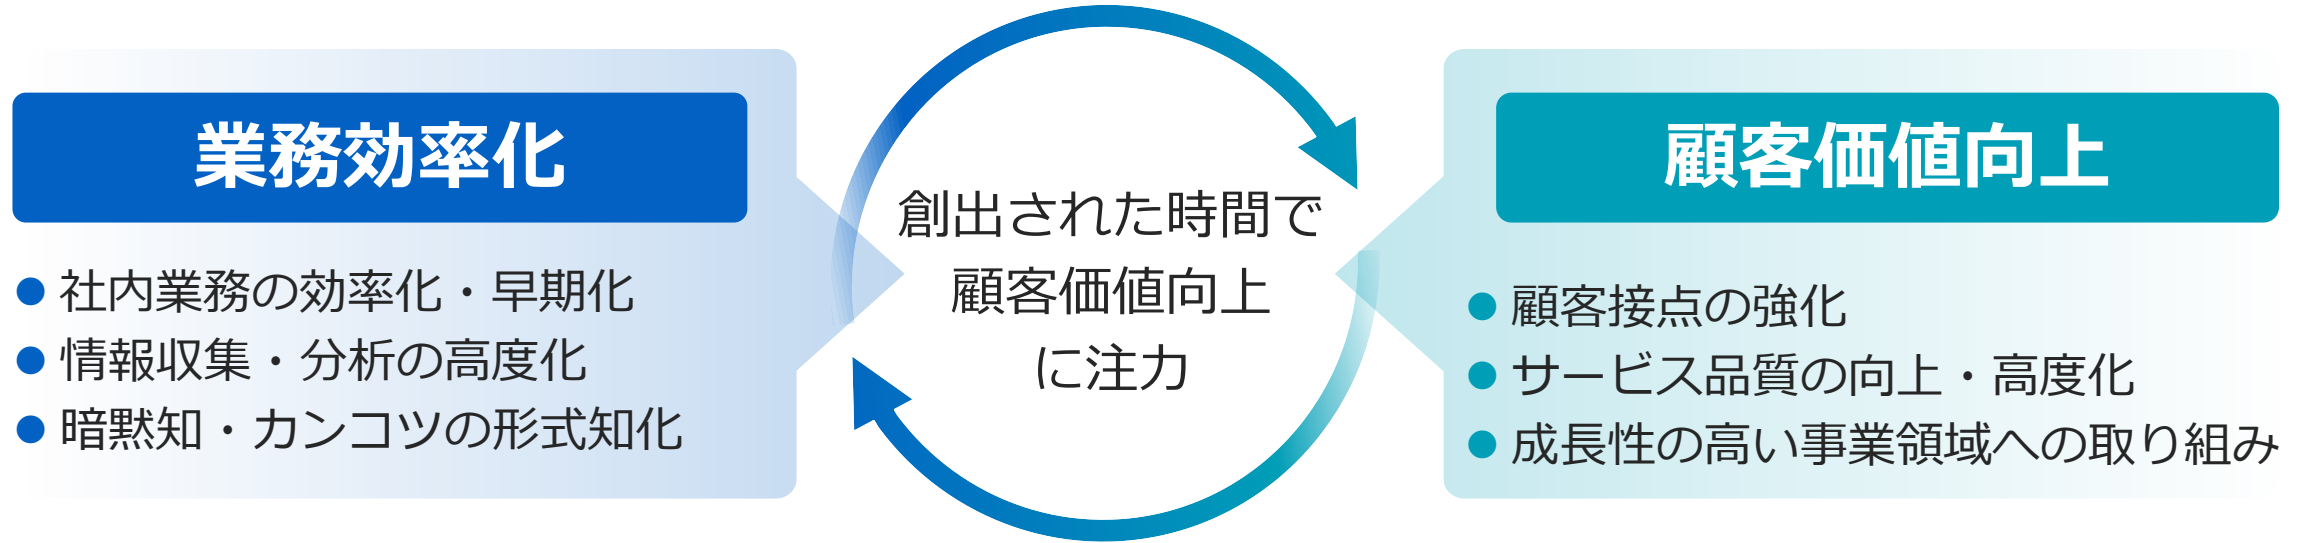 業務効率化
● 社内業務の効率化・早期化
● 情報収集・分析の高度化
● 暗黙知・カンコツの形式知化
創出された時間で
顧客価値向上
に注力
顧客価値向上
● 顧客接点の強化
● サービス品質の向上・高度化
● 成長性の高い事業領域への取り組み